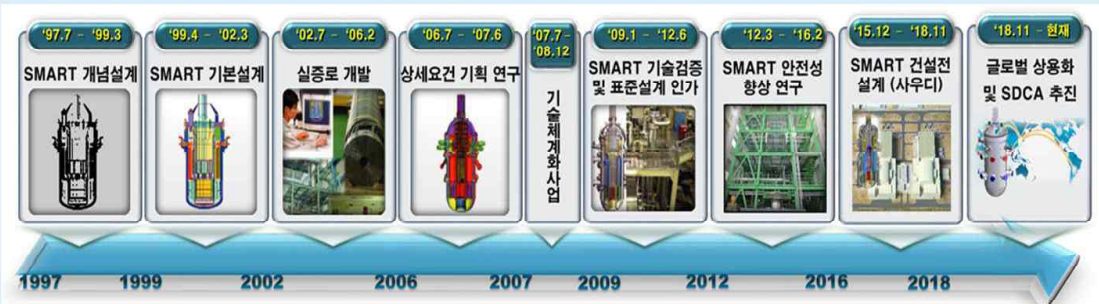 '97.7 - '99.3
SMART 개념설계
'99.4 - '02.3
SMART 기본설계
'02.7 - '06.2
실증로 개발
'06.7 - '07.6
상세요건 기획 연구
'07.7 -
'08.12
기술체계화사업
'09.1 - '12.6
SMART 기술검증
및 표준설계 인가
'12.3 - '16.2
SMART 안전성
향상 연구
'15.12 - '18.11
SMART 건설전
설계 (사우디)
'18.11 - 현재
글로벌 상용화
및 SDCA 추진
1997
1999
2002
2006
2007
2009
2012
2016
2018